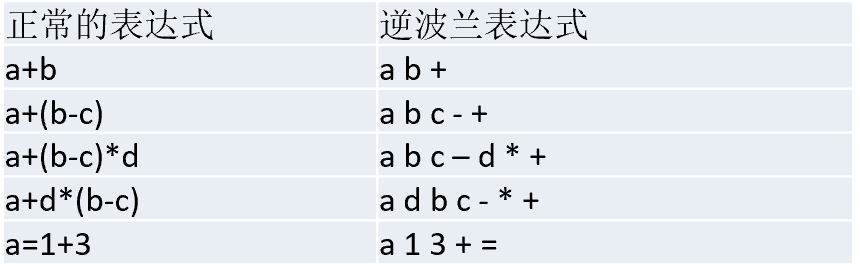 正常的表达式 逆波兰表达式
a+b a b +
a+(b-c) a b c - +
a+(b-c)*d a b c – d * +
a+d*(b-c) a d b c - * +
a=1+3 a 1 3 + =